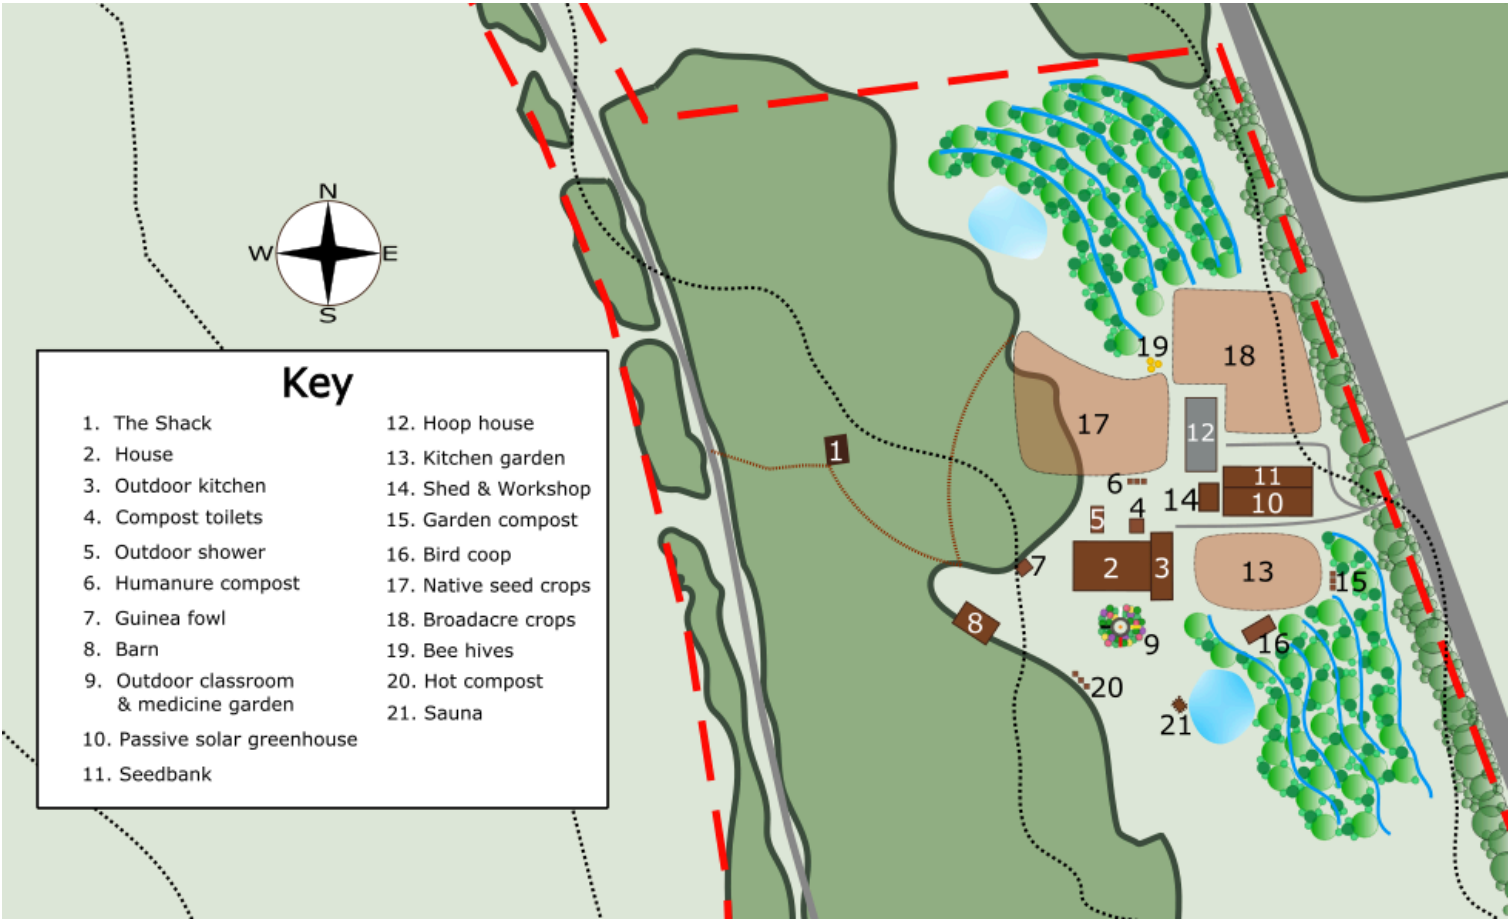 N
W E
S
Key
1. The Shack
2. House
3. Outdoor kitchen
4. Compost toilets
5. Outdoor shower
6. Humanure compost
7. Guinea fowl
8. Barn
9. Outdoor classroom
& medicine garden
10. Passive solar greenhouse
11. Seedbank
12. Hoop house
13. Kitchen garden
14. Shed & Workshop
15. Garden compost
16. Bird coop
17. Native seed crops
18. Broadacre crops
19. Bee hives
20. Hot compost
21. Sauna
19
18
17
12
1
11
6
14
10
4
5
7
2
3
13
15
8
9
16
20
21